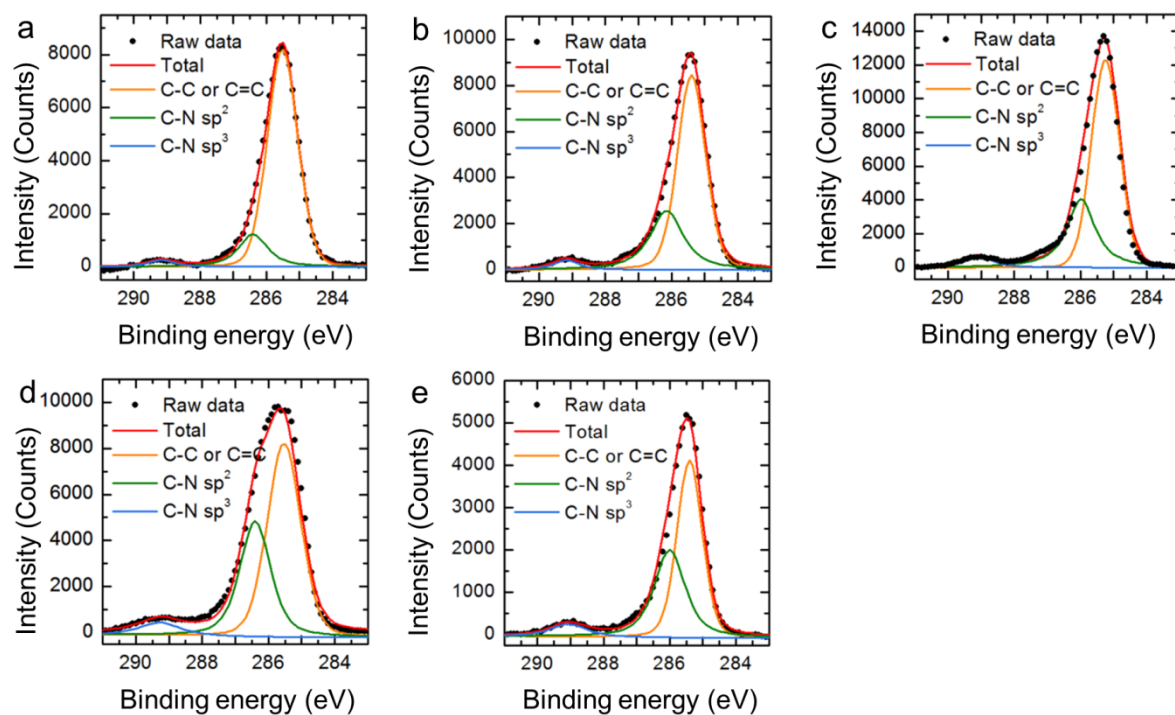 a
8000
6000
4000
2000
0
Raw data
Total
C-C or C=C
C-N sp²
C-N sp³
290 288 286 284
Binding energy (eV)
Intensity (Counts)
b
10000
8000
6000
4000
2000
0
Raw data
Total
C-C or C=C
C-N sp²
C-N sp³
290 288 286 284
Binding energy (eV)
Intensity (Counts)
c
14000
12000
10000
8000
6000
4000
2000
0
Raw data
Total
C-C or C=C
C-N sp²
C-N sp³
290 288 286 284
Binding energy (eV)
Intensity (Counts)
d
10000
8000
6000
4000
2000
0
Raw data
Total
C-C or C=C
C-N sp²
C-N sp³
290 288 286 284
Binding energy (eV)
Intensity (Counts)
e
6000
5000
4000
3000
2000
1000
0
Raw data
Total
C-C or C=C
C-N sp²
C-N sp³
290 288 286 284
Binding energy (eV)
Intensity (Counts)